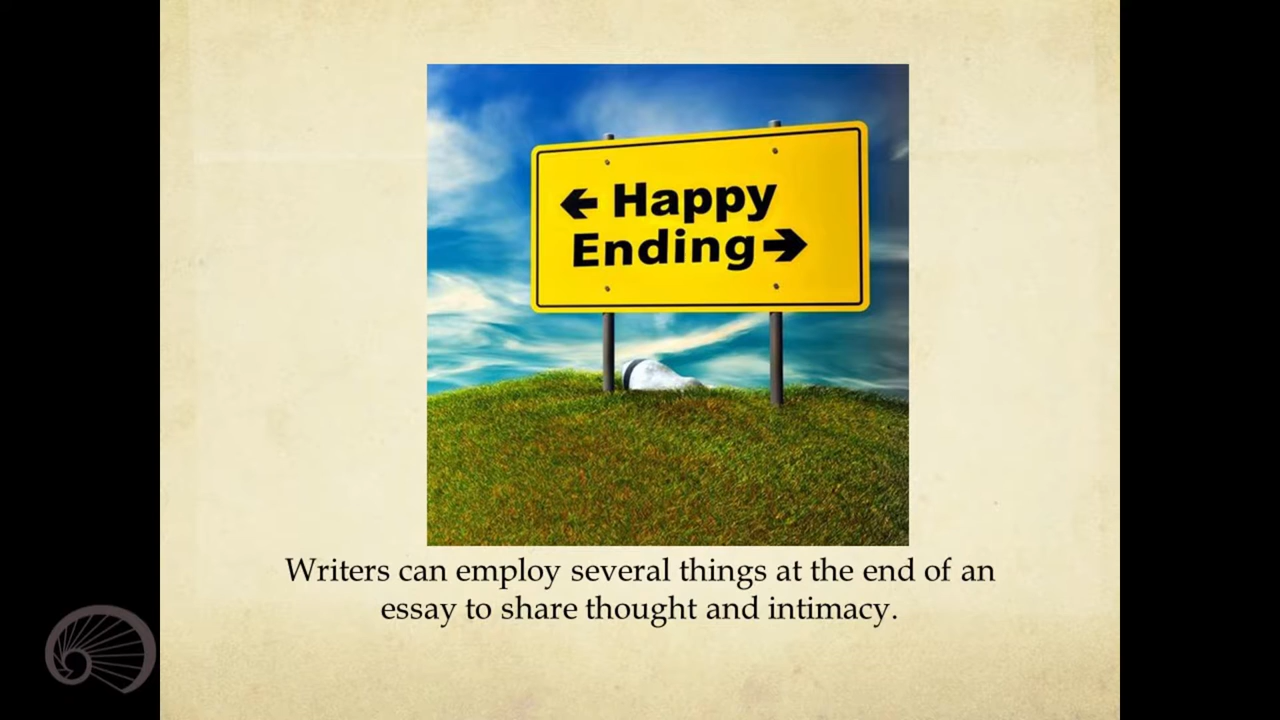 ← Happy
Ending →
Writers can employ several things at the end of an
essay to share thought and intimacy.